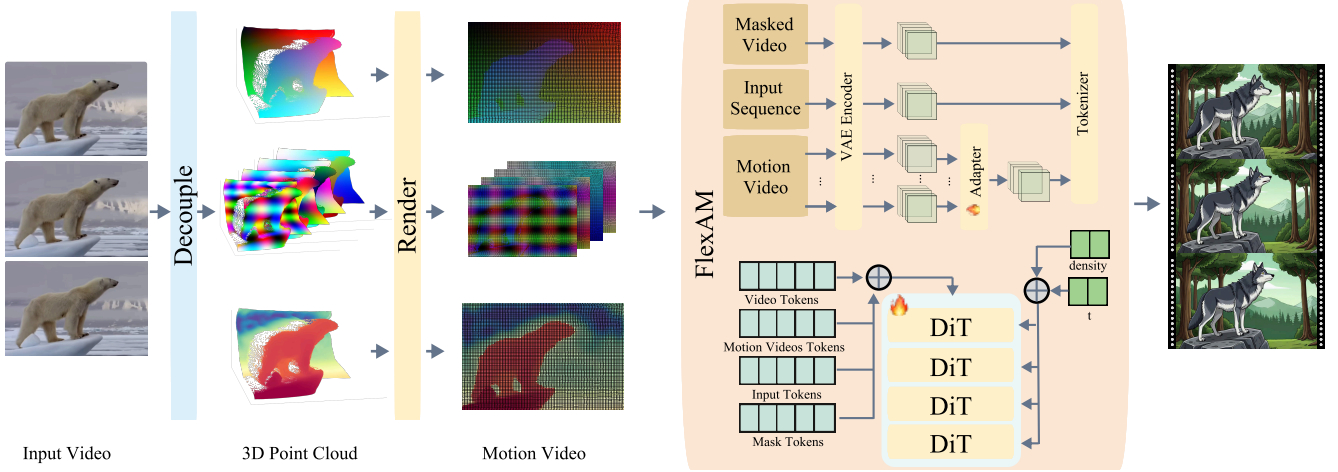 Decouple
Render
Input Video
3D Point Cloud
Motion Video
FlexAM
Masked
Video
Input
Sequence
Motion
Video
...
...
...
...
VAE Encoder
Adapter
Tokenizer
Video Tokens
Motion Videos Tokens
Input Tokens
Mask Tokens
DiT
DiT
DiT
DiT
density
t